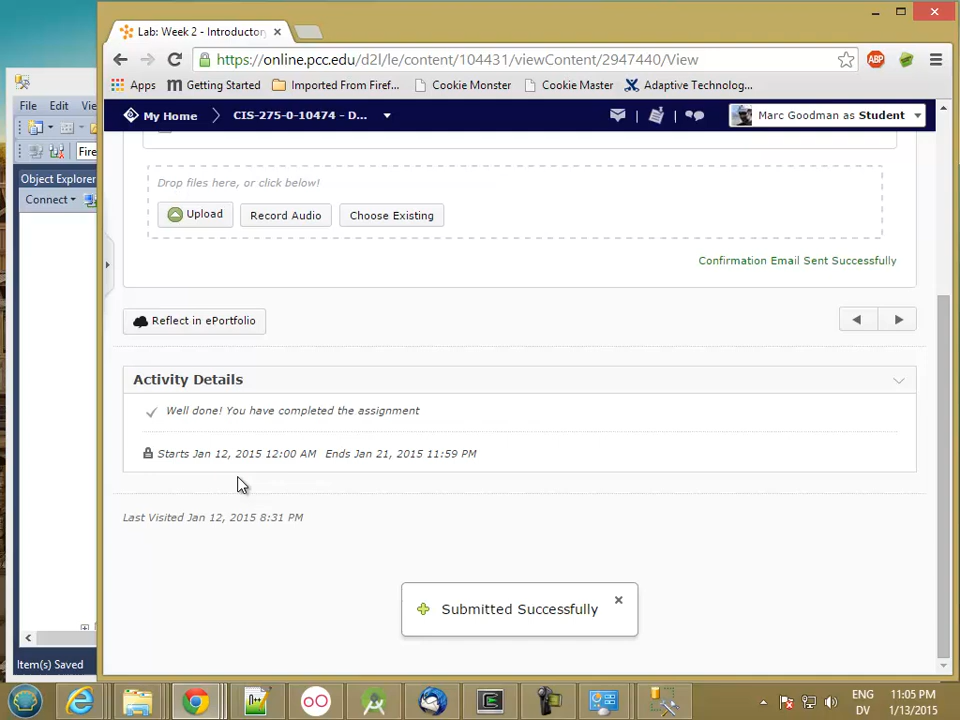 Lab: Week 2 - Introductory
https://online.pcc.edu/d2l/le/content/104431/viewContent/2947440/View
ABP
Apps
Getting Started
Imported From Firef...
Cookie Monster
Cookie Master
Adaptive Technolog...
File Edit Vie
Fire
Object Explorer
Connect
Item(s) Saved
My Home
CIS-275-0-10474 - D...
Marc Goodman as Student
Drop files here, or click below!
Upload
Record Audio
Choose Existing
Confirmation Email Sent Successfully
Reflect in ePortfolio
Activity Details
Well done! You have completed the assignment
Starts Jan 12, 2015 12:00 AM Ends Jan 21, 2015 11:59 PM
Last Visited Jan 12, 2015 8:31 PM
Submitted Successfully
ENG
DV
11:05 PM
1/13/2015